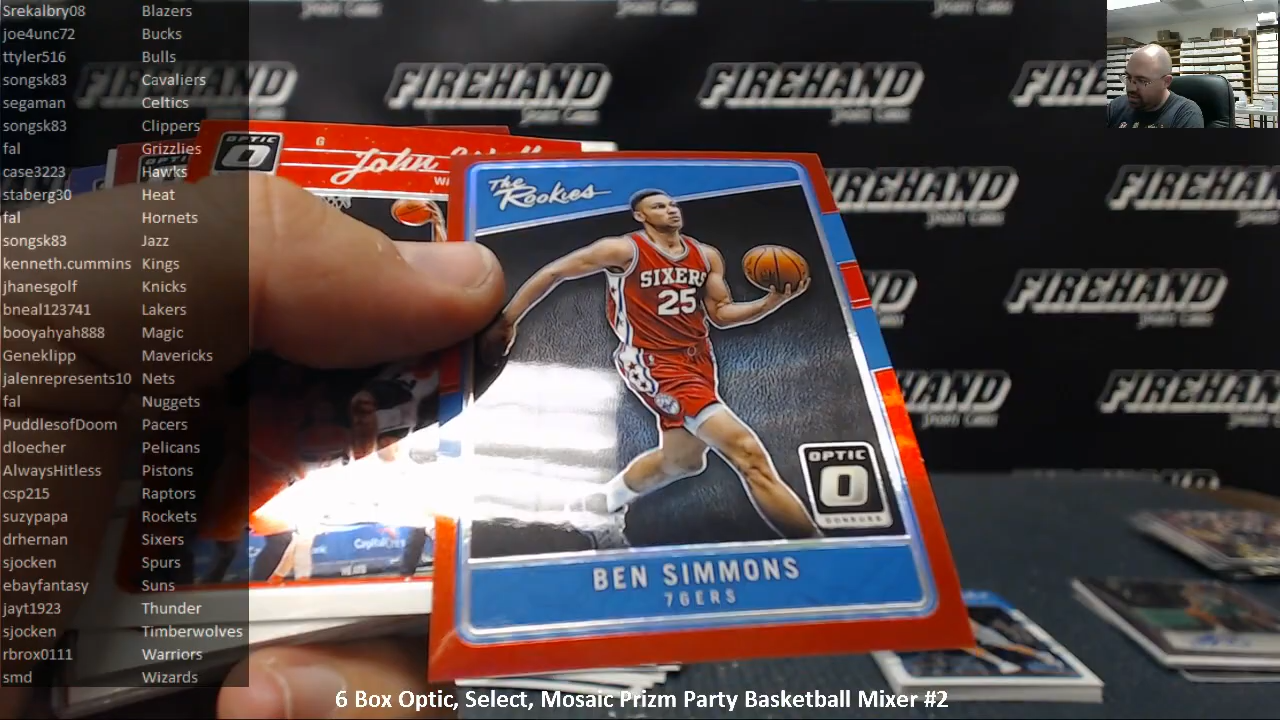 Srekalbry08 Blazers
joe4unc72 Bucks
ttyler516 Bulls
songsk83 Cavaliers
segaman Celtics
songsk83 Clippers
fal Grizzlies
case3223 Hawks
staberg30 Heat
fal Hornets
songsk83 Jazz
kenneth.cummins Kings
jhanesgolf Knicks
bneal123741 Lakers
booyahyah888 Magic
Geneklipp Mavericks
jalenrepresents10 Nets
fal Nuggets
PuddlesofDoom Pacers
dloecher Pelicans
AlwaysHitless Pistons
csp215 Raptors
suzypapa Rockets
drhernan Sixers
sjocken Spurs
ebayfantasy Suns
jayt1923 Thunder
sjocken Timberwolves
rbrox0111 Warriors
smd Wizards
FIREHAND
FIREHAND
FIREHAND
FIREHAND
FIREHAND
FIREHAND
FIREHAND
OPTIC
G
John
The Rookies
SIXERS
25
OPTIC
DONRUSS
BEN SIMMONS
76ERS
6 Box Optic, Select, Mosaic Prizm Party Basketball Mixer #2